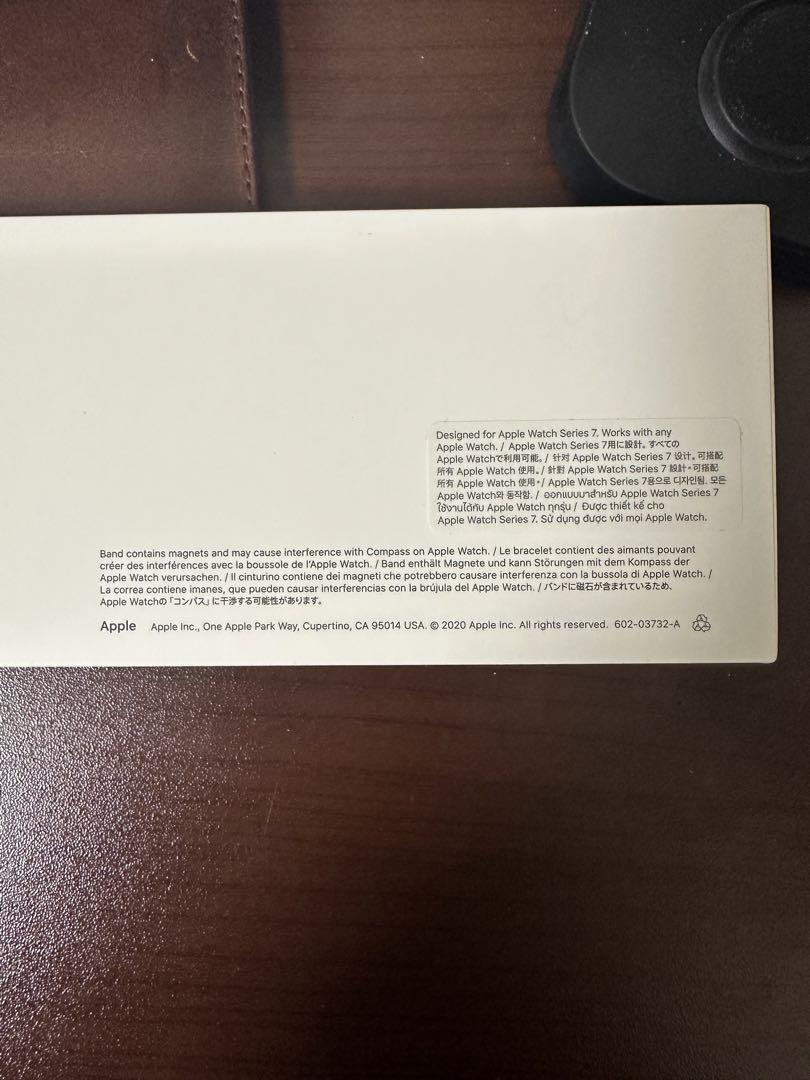 Designed for Apple Watch Series 7. Works with any
Apple Watch. / Apple Watch Series 7用に設計。すべての
Apple Watchで利用可能。/ 针对 Apple Watch Series 7 设计。可搭配
所有 Apple Watch 使用。/ 針對 Apple Watch Series 7 設計，可搭配
所有 Apple Watch 使用。/ Apple Watch Series 7용으로 디자인됨. 모든
Apple Watch와 동작함. / ออกแบบมาสำหรับ Apple Watch Series 7
ใช้งานได้กับ Apple Watch ทุกรุ่น / Được thiết kế cho
Apple Watch Series 7. Sử dụng được với mọi Apple Watch.
Band contains magnets and may cause interference with Compass on Apple Watch. / Le bracelet contient des aimants pouvant
créer des interférences avec la boussole de l'Apple Watch. / Band enthält Magnete und kann Störungen mit dem Kompass der
Apple Watch verursachen. / Il cinturino contiene dei magneti che potrebbero causare interferenza con la bussola di Apple Watch. /
La correa contiene imanes, que pueden causar interferencias con la brújula del Apple Watch. / バンドに磁石が含まれているため、
Apple Watchの「コンパス」に干渉する可能性があります。
Apple Apple Inc., One Apple Park Way, Cupertino, CA 95014 USA. © 2020 Apple Inc. All rights reserved. 602-03732-A